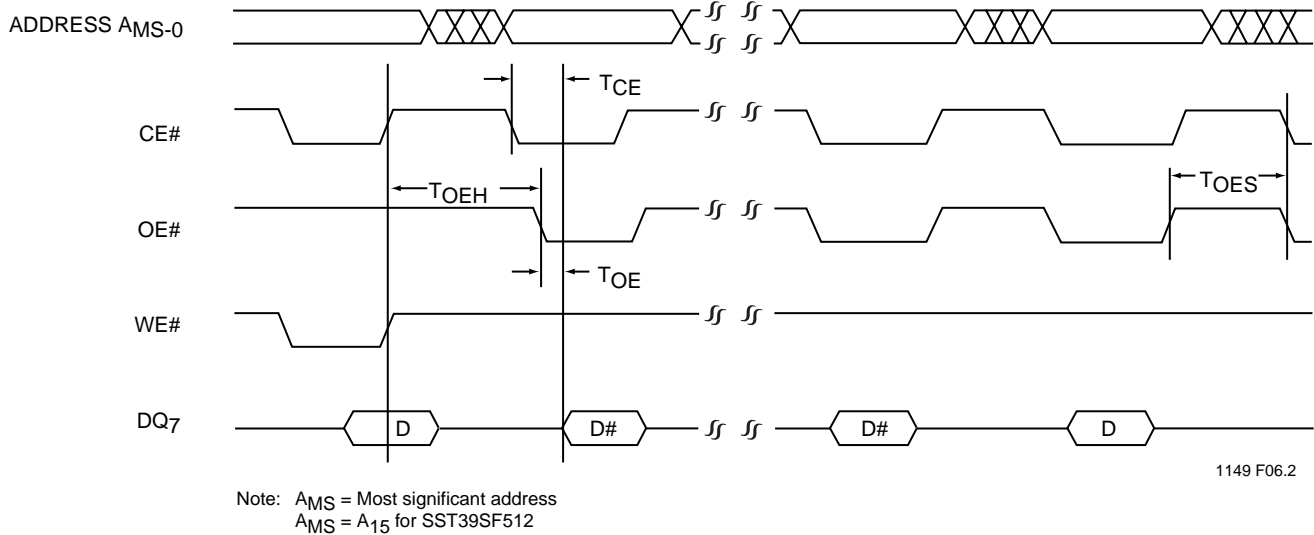 ADDRESS AMS-0
TCE
CE#
TOEH
TOES
OE#
TOE
WE#
DQ7
D
D#
D#
D
1149 F06.2
Note: AMS = Most significant address
AMS = A15 for SST39SF512